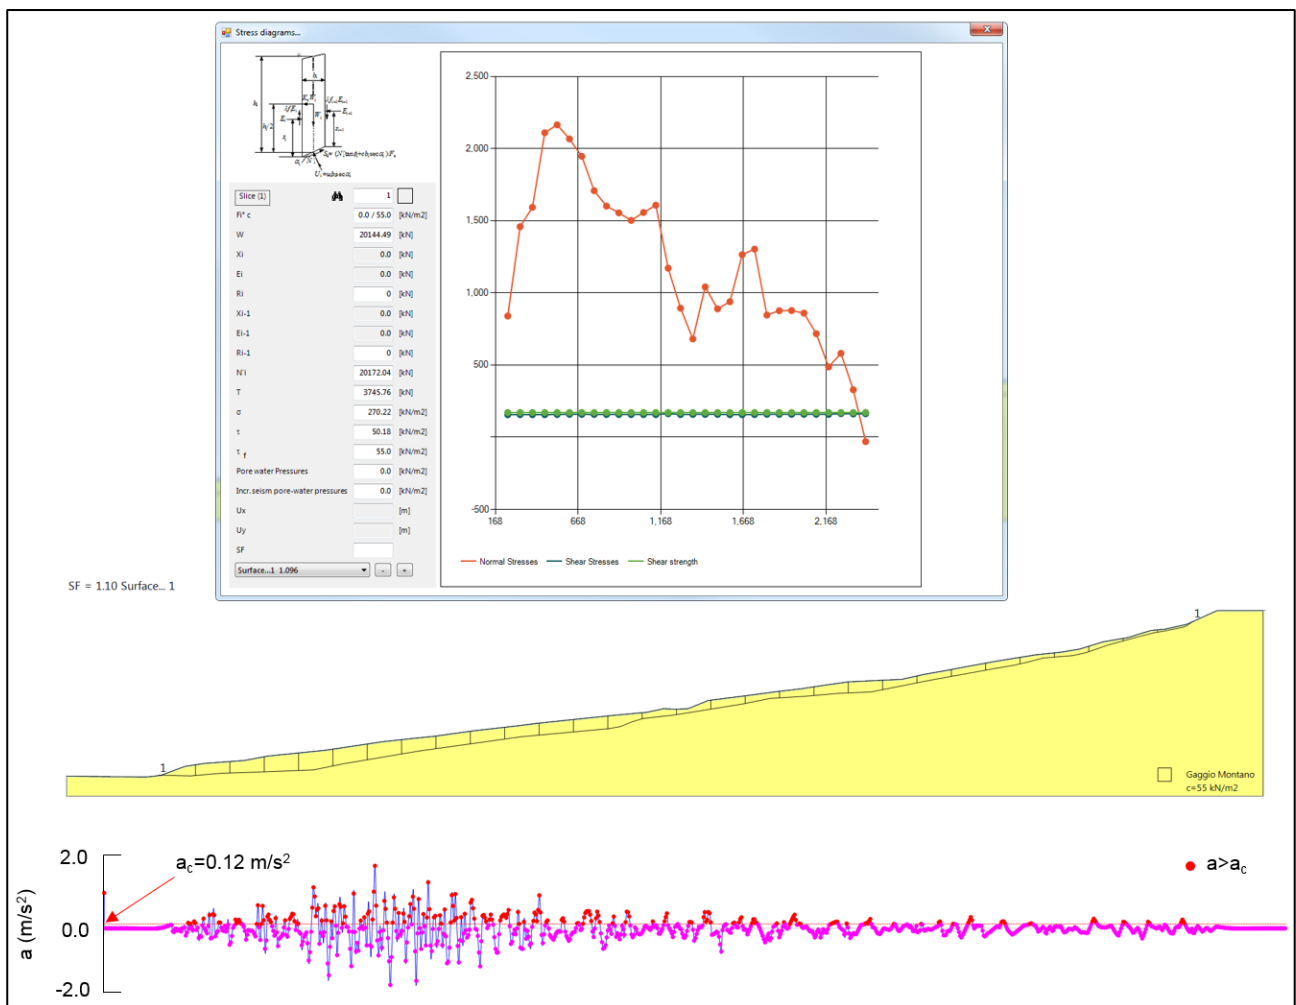 Stress diagrams...
Slice (1) 1
Fi° c 0.0 / 55.0 [kN/m2]
W 20144.49 [kN]
Xi 0.0 [kN]
Ei 0.0 [kN]
Ri 0 [kN]
Xi-1 0.0 [kN]
Ei-1 0.0 [kN]
Ri-1 0 [kN]
N'i 20172.04 [kN]
T 3745.76 [kN]
σ 270.22 [kN/m2]
τ 50.18 [kN/m2]
τ f 55.0 [kN/m2]
Pore water Pressures 0.0 [kN/m2]
Incr.seism pore-water pressures 0.0 [kN/m2]
Ux [m]
Uy [m]
SF
Surface...1 1.096 - +
2,500
2,000
1,500
1,000
500
-500
168 668 1,168 1,668 2,168
Normal Stresses Shear Stresses Shear strength
SF = 1.10 Surface... 1
1
1
Gaggio Montano
c=55 kN/m2
a (m/s²)
2.0
0.0
-2.0
a_c=0.12 m/s²
a>a_c